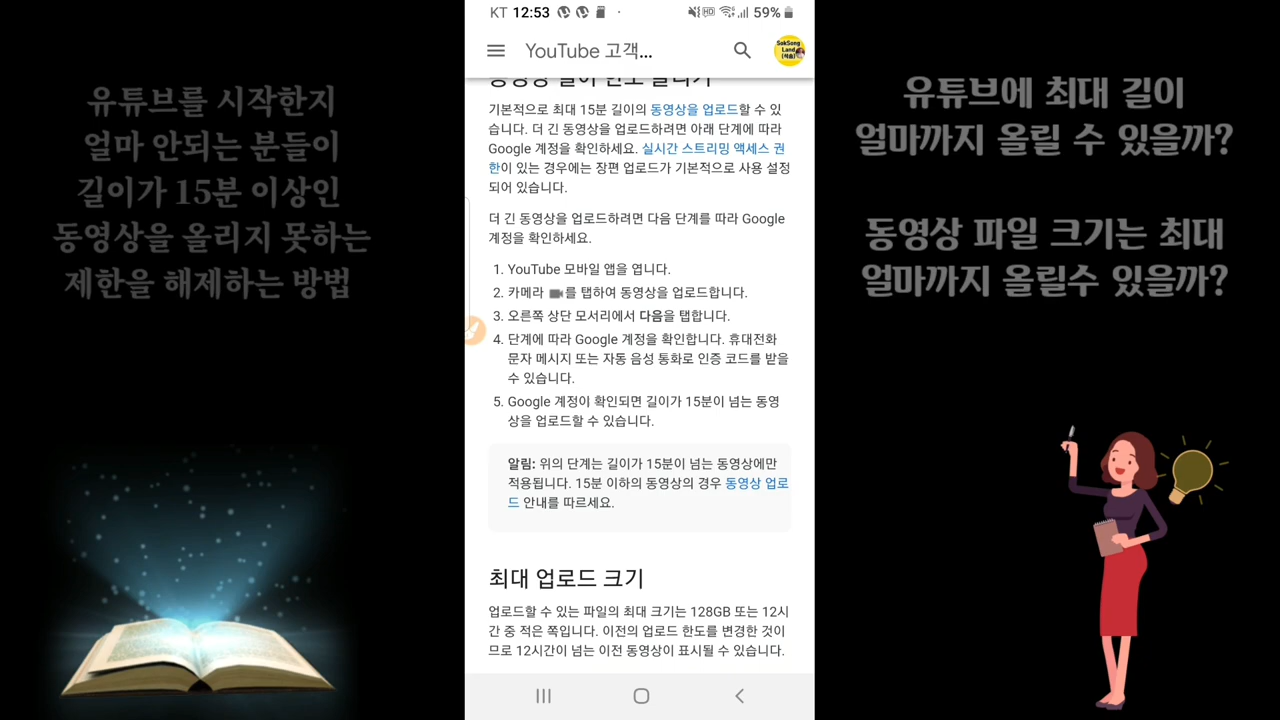 유튜브를 시작한지
얼마 안되는 분들이
길이가 15분 이상인
동영상을 올리지 못하는
제한을 해제하는 방법
KT 12:53
HD
59%
YouTube 고객...
SokSong
Land
동영상 길이 한도 늘리기
기본적으로 최대 15분 길이의 동영상을 업로드할 수 있
습니다. 더 긴 동영상을 업로드하려면 아래 단계에 따라
Google 계정을 확인하세요. 실시간 스트리밍 액세스 권
한이 있는 경우에는 장편 업로드가 기본적으로 사용 설정
되어 있습니다.
더 긴 동영상을 업로드하려면 다음 단계를 따라 Google
계정을 확인하세요.
1. YouTube 모바일 앱을 엽니다.
2. 카메라 를 탭하여 동영상을 업로드합니다.
3. 오른쪽 상단 모서리에서 다음을 탭합니다.
4. 단계에 따라 Google 계정을 확인합니다. 휴대전화
문자 메시지 또는 자동 음성 통화로 인증 코드를 받을
수 있습니다.
5. Google 계정이 확인되면 길이가 15분이 넘는 동영
상을 업로드할 수 있습니다.
알림: 위의 단계는 길이가 15분이 넘는 동영상에만
적용됩니다. 15분 이하의 동영상의 경우 동영상 업로
드 안내를 따르세요.
최대 업로드 크기
업로드할 수 있는 파일의 최대 크기는 128GB 또는 12시
간 중 적은 쪽입니다. 이전의 업로드 한도를 변경한 것이
므로 12시간이 넘는 이전 동영상이 표시될 수 있습니다.
유튜브에 최대 길이
얼마까지 올릴 수 있을까?
동영상 파일 크기는 최대
얼마까지 올릴수 있을까?